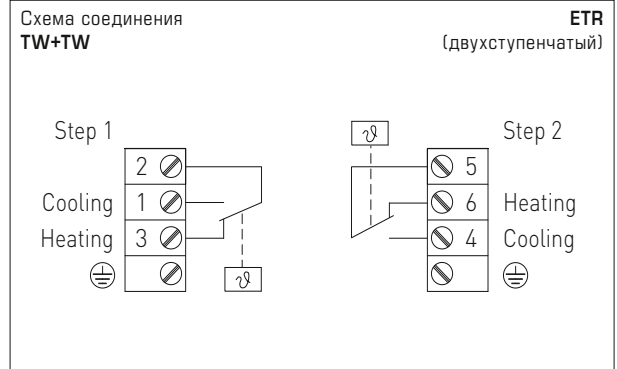 Схема соединения ETR
TW+TW (двухступенчатый)
Step 1 ϑ Step 2
2 5
Cooling 1 6 Heating
Heating 3 4 Cooling
ϑ